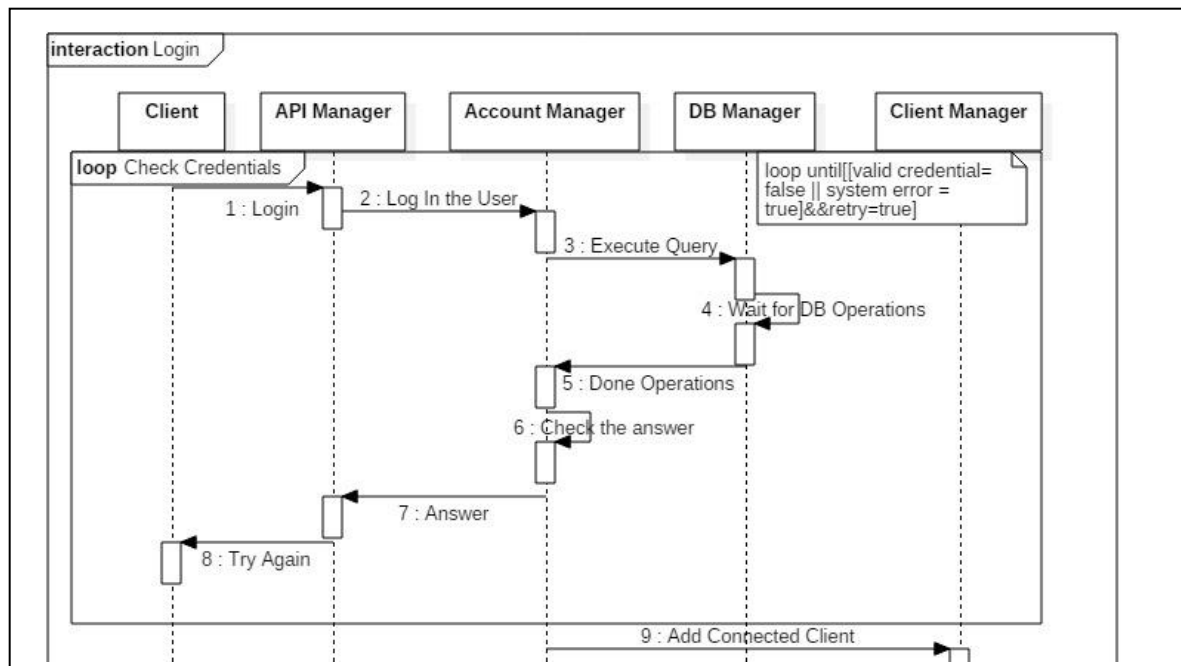 interaction Login
Client
API Manager
Account Manager
DB Manager
Client Manager
loop Check Credentials
loop until[[valid credential=
false || system error =
true]&&retry=true]
1 : Login
2 : Log In the User
3 : Execute Query
4 : Wait for DB Operations
5 : Done Operations
6 : Check the answer
7 : Answer
8 : Try Again
9 : Add Connected Client